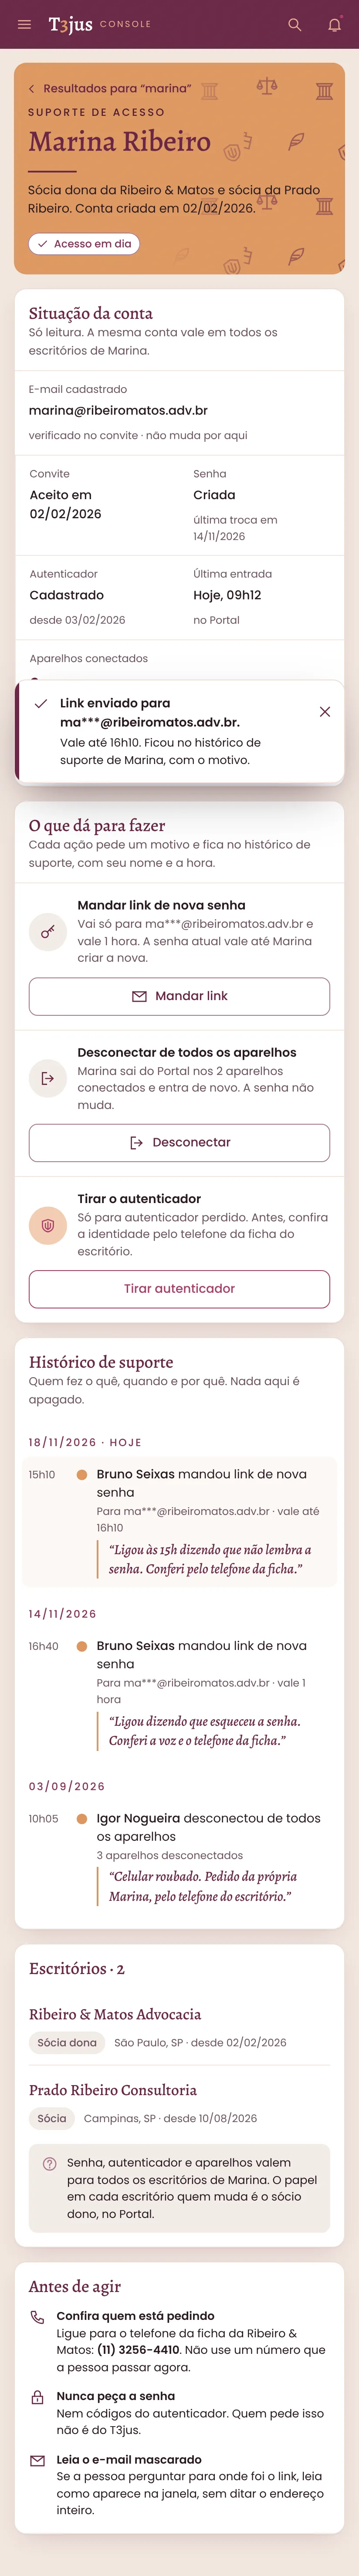 T3jus CONSOLE
Resultados para “marina”
SUPORTE DE ACESSO
Marina Ribeiro
Sócia dona da Ribeiro & Matos e sócia da Prado
Ribeiro. Conta criada em 02/02/2026.
Acesso em dia
Situação da conta
Só leitura. A mesma conta vale em todos os
escritórios de Marina.
E-mail cadastrado
marina@ribeiromatos.adv.br
verificado no convite · não muda por aqui
Convite
Aceito em
02/02/2026
Senha
Criada
última troca em
14/11/2026
Autenticador
Cadastrado
desde 03/02/2026
Última entrada
Hoje, 09h12
no Portal
Aparelhos conectados
Link enviado para
ma***@ribeiromatos.adv.br.
Vale até 16h10. Ficou no histórico de
suporte de Marina, com o motivo.
O que dá para fazer
Cada ação pede um motivo e fica no histórico de
suporte, com seu nome e a hora.
Mandar link de nova senha
Vai só para ma***@ribeiromatos.adv.br e
vale 1 hora. A senha atual vale até Marina
criar a nova.
Mandar link
Desconectar de todos os aparelhos
Marina sai do Portal nos 2 aparelhos
conectados e entra de novo. A senha não
muda.
Desconectar
Tirar o autenticador
Só para autenticador perdido. Antes, confira
a identidade pelo telefone da ficha do
escritório.
Tirar autenticador
Histórico de suporte
Quem fez o quê, quando e por quê. Nada aqui é
apagado.
18/11/2026 · HOJE
15h10
Bruno Seixas mandou link de nova
senha
Para ma***@ribeiromatos.adv.br · vale até
16h10
“Ligou às 15h dizendo que não lembra a
senha. Conferi pelo telefone da ficha.”
14/11/2026
16h40
Bruno Seixas mandou link de nova
senha
Para ma***@ribeiromatos.adv.br · vale 1
hora
“Ligou dizendo que esqueceu a senha.
Conferi a voz e o telefone da ficha.”
03/09/2026
10h05
Igor Nogueira desconectou de todos
os aparelhos
3 aparelhos desconectados
“Celular roubado. Pedido da própria
Marina, pelo telefone do escritório.”
Escritórios · 2
Ribeiro & Matos Advocacia
Sócia dona
São Paulo, SP · desde 02/02/2026
Prado Ribeiro Consultoria
Sócia
Campinas, SP · desde 10/08/2026
Senha, autenticador e aparelhos valem
para todos os escritórios de Marina. O papel
em cada escritório quem muda é o sócio
dono, no Portal.
Antes de agir
Confira quem está pedindo
Ligue para o telefone da ficha da Ribeiro &
Matos: (11) 3256-4410. Não use um número que
a pessoa passar agora.
Nunca peça a senha
Nem códigos do autenticador. Quem pede isso
não é do T3jus.
Leia o e-mail mascarado
Se a pessoa perguntar para onde foi o link, leia
como aparece na janela, sem ditar o endereço
inteiro.